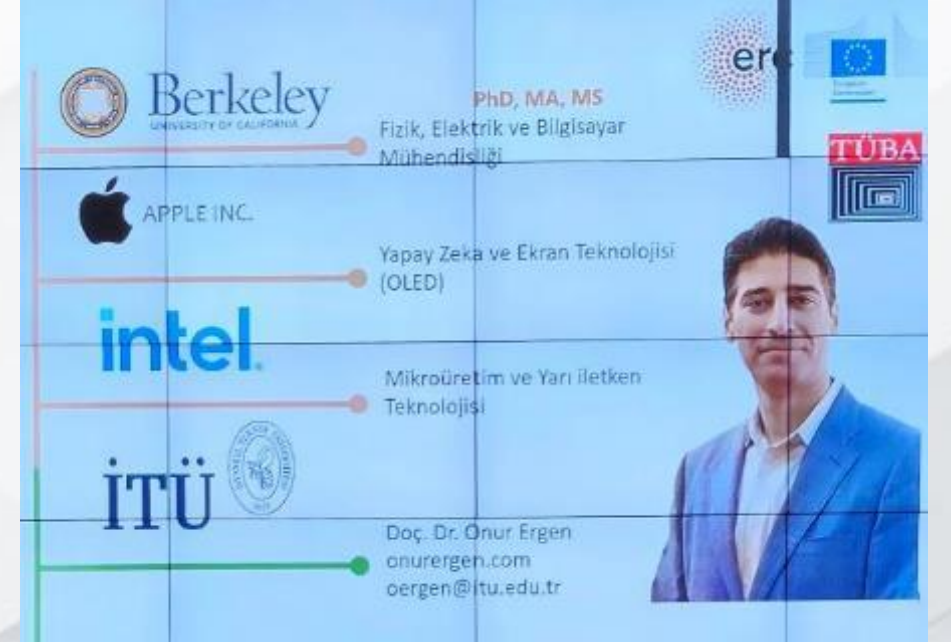 Berkeley
UNIVERSITY OF CALIFORNIA
PhD, MA, MS
Fizik, Elektrik ve Bilgisayar
Mühendisliği
erc
European
Commission
TÜBA
APPLE INC.
Yapay Zeka ve Ekran Teknolojisi
(OLED)
intel.
Mikroüretim ve Yarı iletken
Teknolojisi
İTÜ
Doç. Dr. Onur Ergen
onurergen.com
oergen@itu.edu.tr